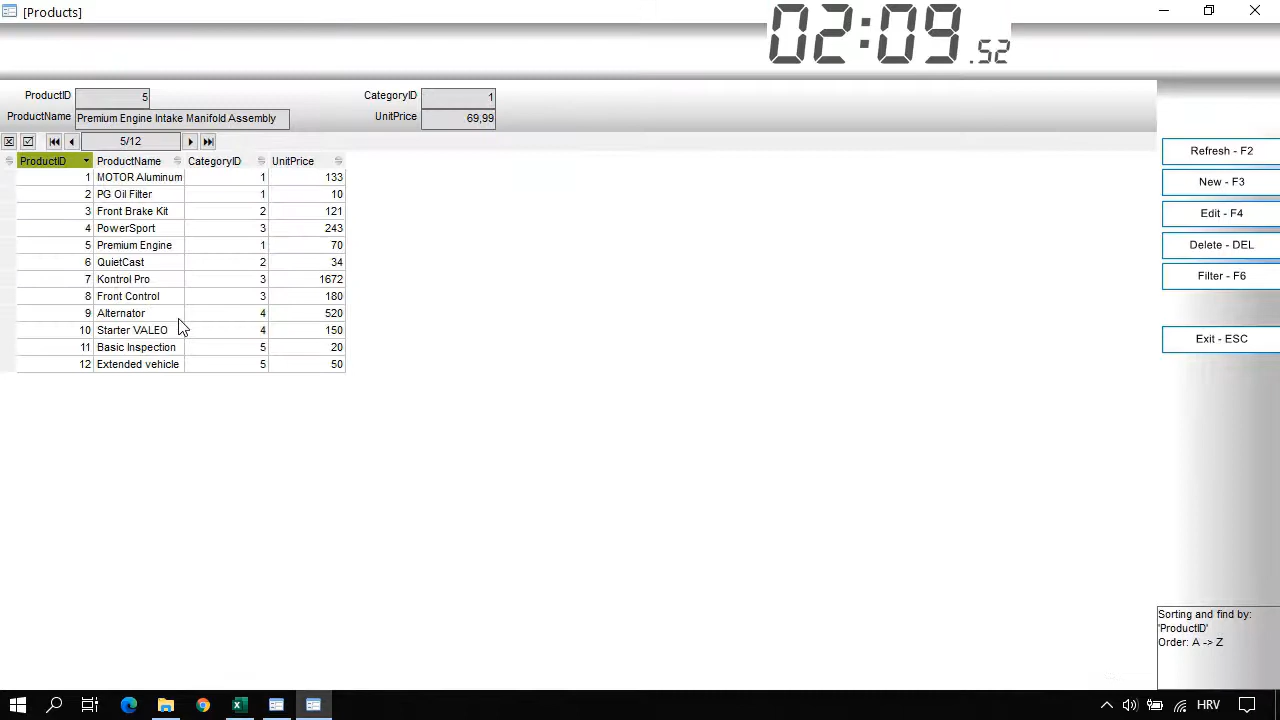 [Products]
02:09.52
ProductID 5 CategoryID 1
ProductName Premium Engine Intake Manifold Assembly UnitPrice 69,99
5/12
ProductID ProductName CategoryID UnitPrice
1 MOTOR Aluminum 1 133
2 PG Oil Filter 1 10
3 Front Brake Kit 2 121
4 PowerSport 3 243
5 Premium Engine 1 70
6 QuietCast 2 34
7 Kontrol Pro 3 1672
8 Front Control 3 180
9 Alternator 4 520
10 Starter VALEO 4 150
11 Basic Inspection 5 20
12 Extended vehicle 5 50
Refresh - F2
New - F3
Edit - F4
Delete - DEL
Filter - F6
Exit - ESC
Sorting and find by:
'ProductID'
Order: A -> Z
HRV